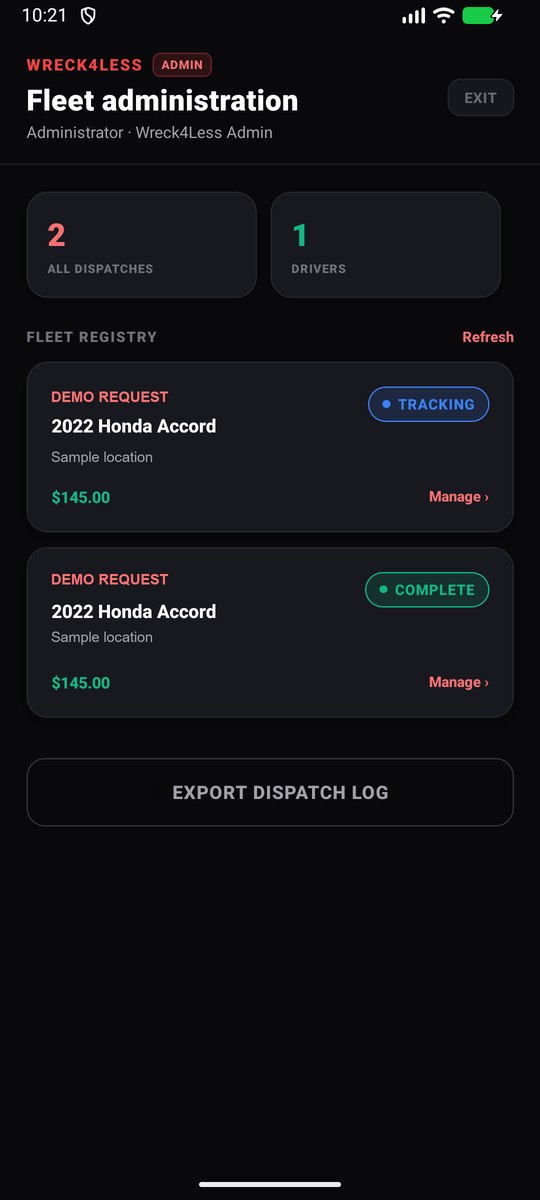 10:21
WRECK4LESS ADMIN
Fleet administration
EXIT
Administrator · Wreck4Less Admin
2
ALL DISPATCHES
1
DRIVERS
FLEET REGISTRY
Refresh
DEMO REQUEST
TRACKING
2022 Honda Accord
Sample location
$145.00
Manage ›
DEMO REQUEST
COMPLETE
2022 Honda Accord
Sample location
$145.00
Manage ›
EXPORT DISPATCH LOG